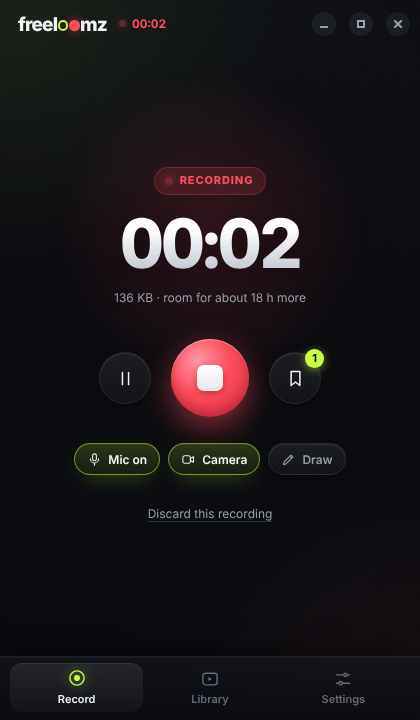 freeloomz 00:02
RECORDING
00:02
136 KB · room for about 18 h more
1
Mic on Camera Draw
Discard this recording
Record Library Settings